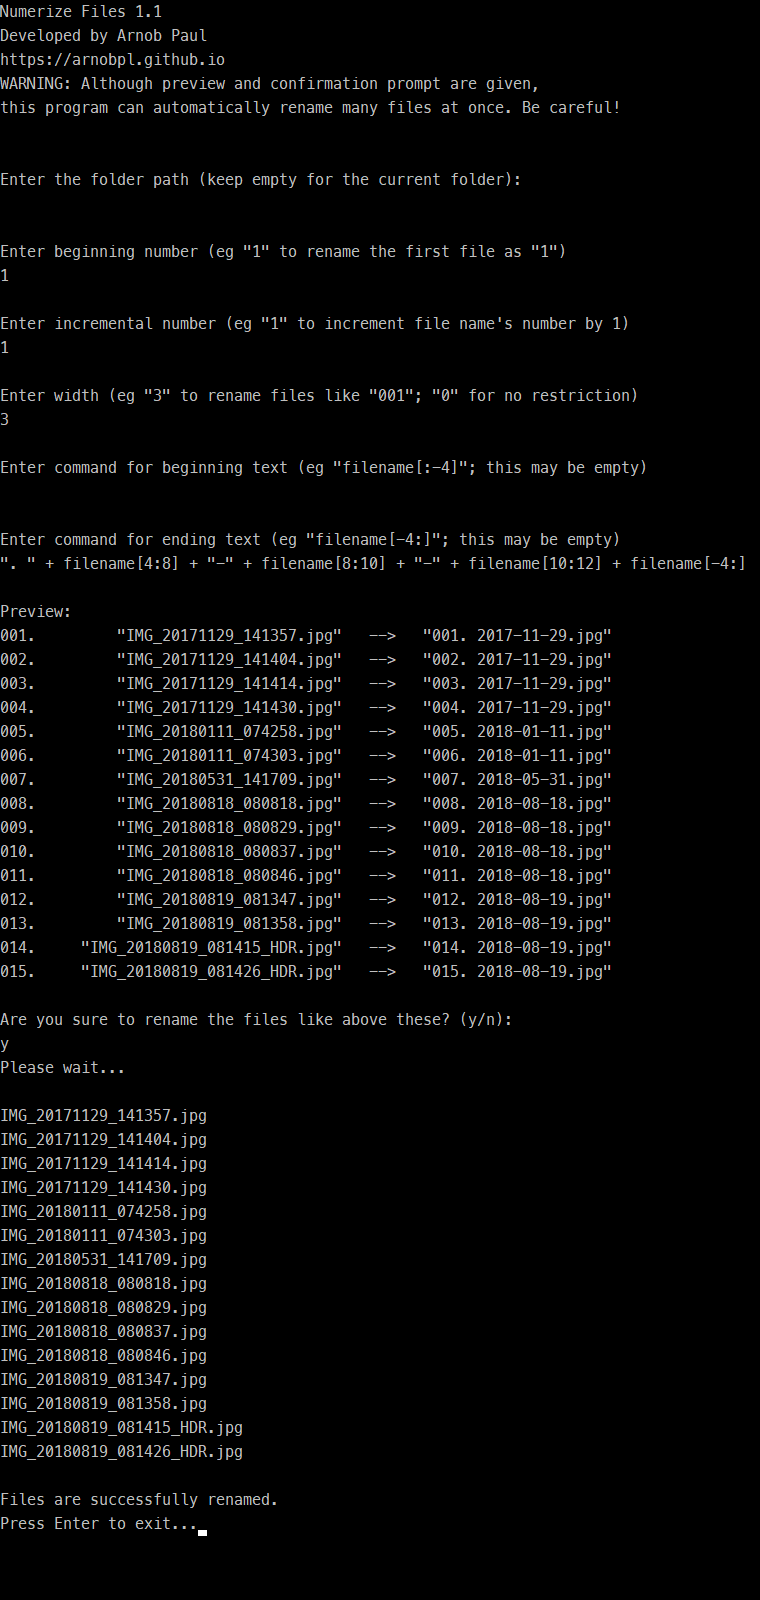 Numerize Files 1.1
Developed by Arnob Paul
https://arnobpl.github.io
WARNING: Although preview and confirmation prompt are given,
this program can automatically rename many files at once. Be careful!
Enter the folder path (keep empty for the current folder):
Enter beginning number (eg "1" to rename the first file as "1")
1
Enter incremental number (eg "1" to increment file name's number by 1)
1
Enter width (eg "3" to rename files like "001"; "0" for no restriction)
3
Enter command for beginning text (eg "filename[:-4]"; this may be empty)
Enter command for ending text (eg "filename[-4:]"; this may be empty)
". " + filename[4:8] + "-" + filename[8:10] + "-" + filename[10:12] + filename[-4:]
Preview:
001. "IMG_20171129_141357.jpg" --> "001. 2017-11-29.jpg"
002. "IMG_20171129_141404.jpg" --> "002. 2017-11-29.jpg"
003. "IMG_20171129_141414.jpg" --> "003. 2017-11-29.jpg"
004. "IMG_20171129_141430.jpg" --> "004. 2017-11-29.jpg"
005. "IMG_20180111_074258.jpg" --> "005. 2018-01-11.jpg"
006. "IMG_20180111_074303.jpg" --> "006. 2018-01-11.jpg"
007. "IMG_20180531_141709.jpg" --> "007. 2018-05-31.jpg"
008. "IMG_20180818_080818.jpg" --> "008. 2018-08-18.jpg"
009. "IMG_20180818_080829.jpg" --> "009. 2018-08-18.jpg"
010. "IMG_20180818_080837.jpg" --> "010. 2018-08-18.jpg"
011. "IMG_20180818_080846.jpg" --> "011. 2018-08-18.jpg"
012. "IMG_20180819_081347.jpg" --> "012. 2018-08-19.jpg"
013. "IMG_20180819_081358.jpg" --> "013. 2018-08-19.jpg"
014. "IMG_20180819_081415_HDR.jpg" --> "014. 2018-08-19.jpg"
015. "IMG_20180819_081426_HDR.jpg" --> "015. 2018-08-19.jpg"
Are you sure to rename the files like above these? (y/n):
y
Please wait...
IMG_20171129_141357.jpg
IMG_20171129_141404.jpg
IMG_20171129_141414.jpg
IMG_20171129_141430.jpg
IMG_20180111_074258.jpg
IMG_20180111_074303.jpg
IMG_20180531_141709.jpg
IMG_20180818_080818.jpg
IMG_20180818_080829.jpg
IMG_20180818_080837.jpg
IMG_20180818_080846.jpg
IMG_20180819_081347.jpg
IMG_20180819_081358.jpg
IMG_20180819_081415_HDR.jpg
IMG_20180819_081426_HDR.jpg
Files are successfully renamed.
Press Enter to exit...